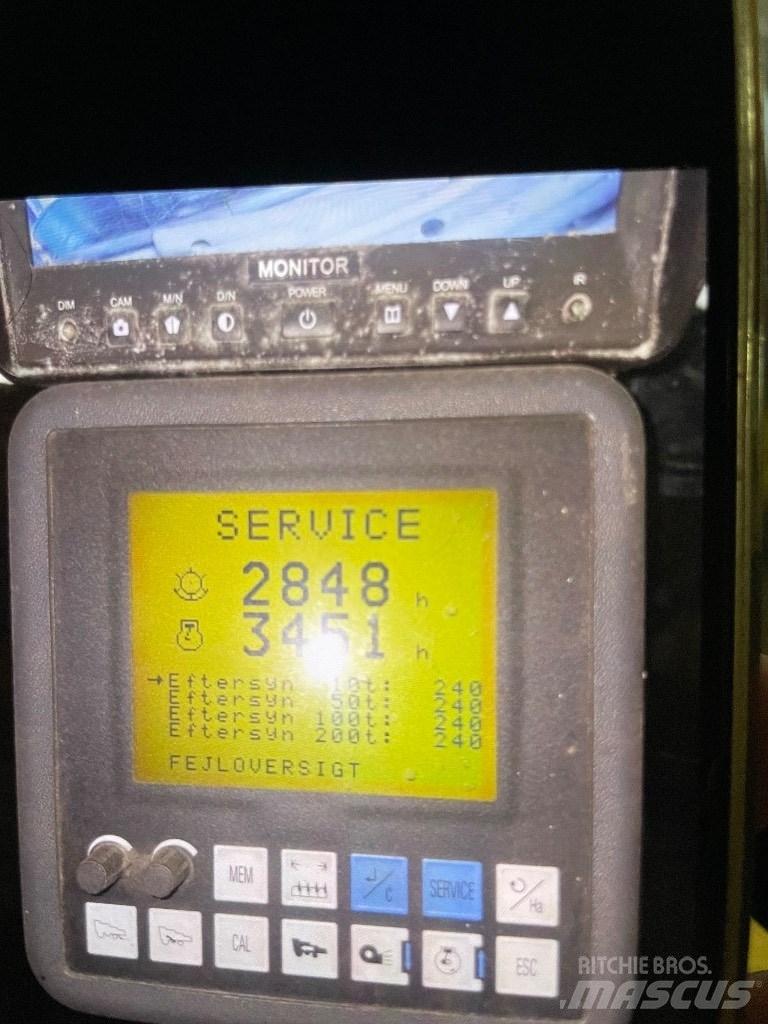 MONITOR
DIM CAM M/N D/N POWER MENU DOWN UP IR
SERVICE
2848 h
3451 h
→Eftersyn 10t: 240
Eftersyn 50t: 240
Eftersyn 100t: 240
Eftersyn 200t: 240
FEJLOVERSIGT
MEM
/C
SERVICE
/Ha
CAL
ESC
RITCHIE BROS.
MASCUS